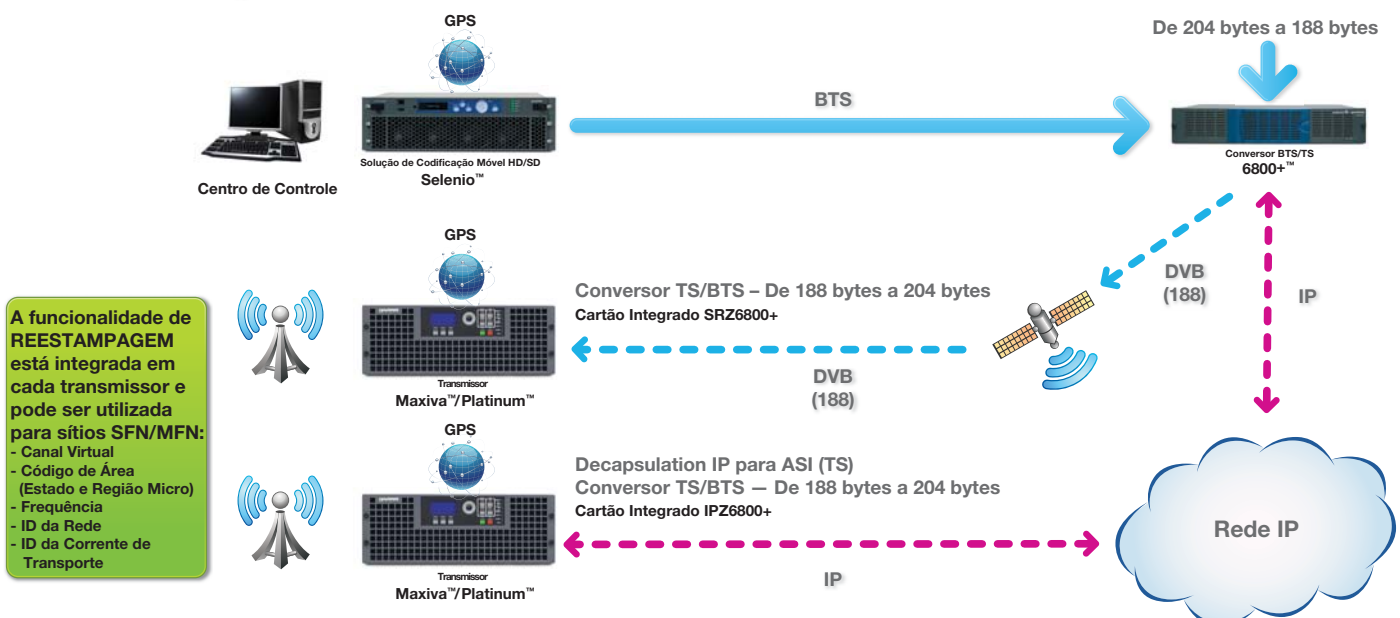 GPS
De 204 bytes a 188 bytes
BTS
Solução de Codificação Móvel HD/SD
Selenio™
Centro de Controle
Conversor BTS/TS
6800+™
GPS
DVB
(188)
IP
Conversor TS/BTS – De 188 bytes a 204 bytes
Cartão Integrado SRZ6800+
DVB
(188)
Transmissor
Maxiva™/Platinum™
A funcionalidade de
REESTAMPAGEM
está integrada em
cada transmissor e
pode ser utilizada
para sítios SFN/MFN:
- Canal Virtual
- Código de Área
(Estado e Região Micro)
- Frequência
- ID da Rede
- ID da Corrente de
Transporte
GPS
Decapsulation IP para ASI (TS)
Conversor TS/BTS — De 188 bytes a 204 bytes
Cartão Integrado IPZ6800+
IP
Transmissor
Maxiva™/Platinum™
Rede IP